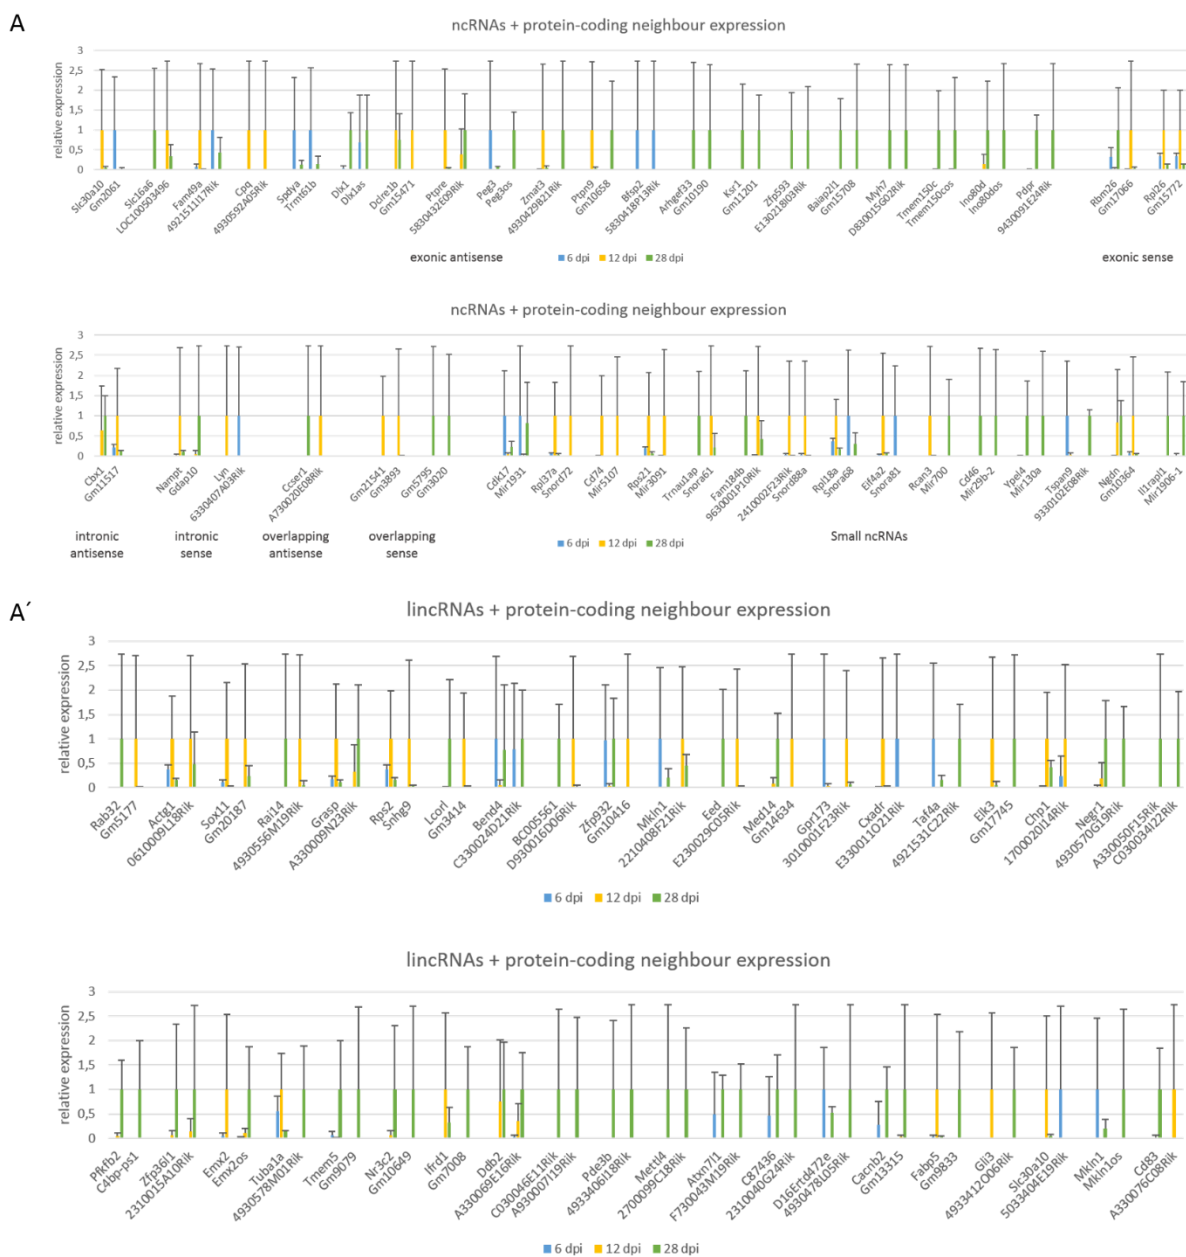 A
ncRNAs + protein-coding neighbour expression
relative expression
3
2,5
2
1,5
1
0,5
0
Slc30a10
Gm2061
Slc16a6
LOC100503496
Fam49a
4921511I17Rik
Cpq
4930592A05Rik
Spdya
Trmt61b
Dlk1
Dlx1as
Dclre1b
Gm15471
Ptpre
5830432E09Rik
Peg3
Peg3os
Zmat3
4930429B21Rik
Ptpn9
Gm10658
Bfsp2
5830418P13Rik
Arhgef33
Gm10190
Ksr1
Gm11201
Zfp593
E130218I03Rik
Baiap2l1
Gm15708
Myh7
D830015G02Rik
Tmem150c
Tmem150cos
Ino80d
Ino80dos
Pdpr
9430091E24Rik
Rbm26
Gm17066
Rpl26
Gm15772
exonic antisense
6 dpi 12 dpi 28 dpi
exonic sense
ncRNAs + protein-coding neighbour expression
relative expression
3
2,5
2
1,5
1
0,5
0
Cbx1
Gm11517
Nampt
Gdap10
Lyn
6330407A03Rik
Ccser1
A730020E08Rik
Gm21541
Gm3893
Gm5795
Gm3020
Cdk17
Mir1931
Rpl37a
Snord72
Cd74
Mir5107
Rps21
Mir3091
Trnau1ap
Snora61
Fam184b
9630001P10Rik
2410002F23Rik
Snord88a
Rpl18a
Snora68
Eif4a2
Snora81
Rcan3
Mir700
Cd46
Mir29b-2
Ypel4
Mir130a
Tspan9
9330102E08Rik
Ngdn
Gm10364
Il1rapl1
Mir1906-1
intronic antisense
intronic sense
overlapping antisense
overlapping sense
6 dpi 12 dpi 28 dpi
Small ncRNAs
A´
lincRNAs + protein-coding neighbour expression
relative expression
3
2,5
2
1,5
1
0,5
0
Rab32
Gm5177
Actg1
0610009L18Rik
Sox11
Gm20187
Rai14
4930556M19Rik
Grasp
A330009N23Rik
Rps2
Snhg9
Lcorl
Gm3414
Bend4
C330024D21Rik
BC005561
D930016D06Rik
Zfp932
Gm10416
Mkln1
2210408F21Rik
Eed
E230029C05Rik
Med14
Gm14634
Gpr173
3010001F23Rik
Cxadr
E330011O21Rik
Taf4a
4921531C22Rik
Elk3
Gm17745
Chp1
1700020I14Rik
Negr1
4930570G19Rik
A330050F15Rik
C030034I22Rik
6 dpi 12 dpi 28 dpi
lincRNAs + protein-coding neighbour expression
relative expression
3
2,5
2
1,5
1
0,5
0
Pfkfb2
C4bp-ps1
Zfp36l1
2310015A10Rik
Emx2
Emx2os
Tuba1a
4930578M01Rik
Tmem5
Gm9079
Nr3c2
Gm10649
Ifrd1
Gm7008
Ddb2
A330069E16Rik
C030046E11Rik
A930007I19Rik
Pde3b
4933406I18Rik
Mettl4
2700099C18Rik
Atxn7l1
F730043M19Rik
C87436
2310040G24Rik
D16Ertd472e
4930478L05Rik
Cacnb2
Gm13315
Fabp5
Gm9833
Gli3
4933412O06Rik
Slc30a10
5033404E19Rik
Mkln1
Mkln1os
Cd83
A330076C08Rik
6 dpi 12 dpi 28 dpi